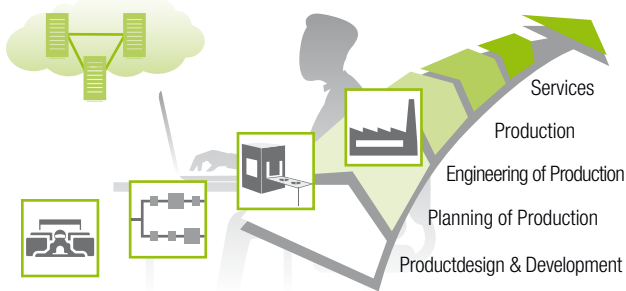 Services
Production
Engineering of Production
Planning of Production
Productdesign & Development